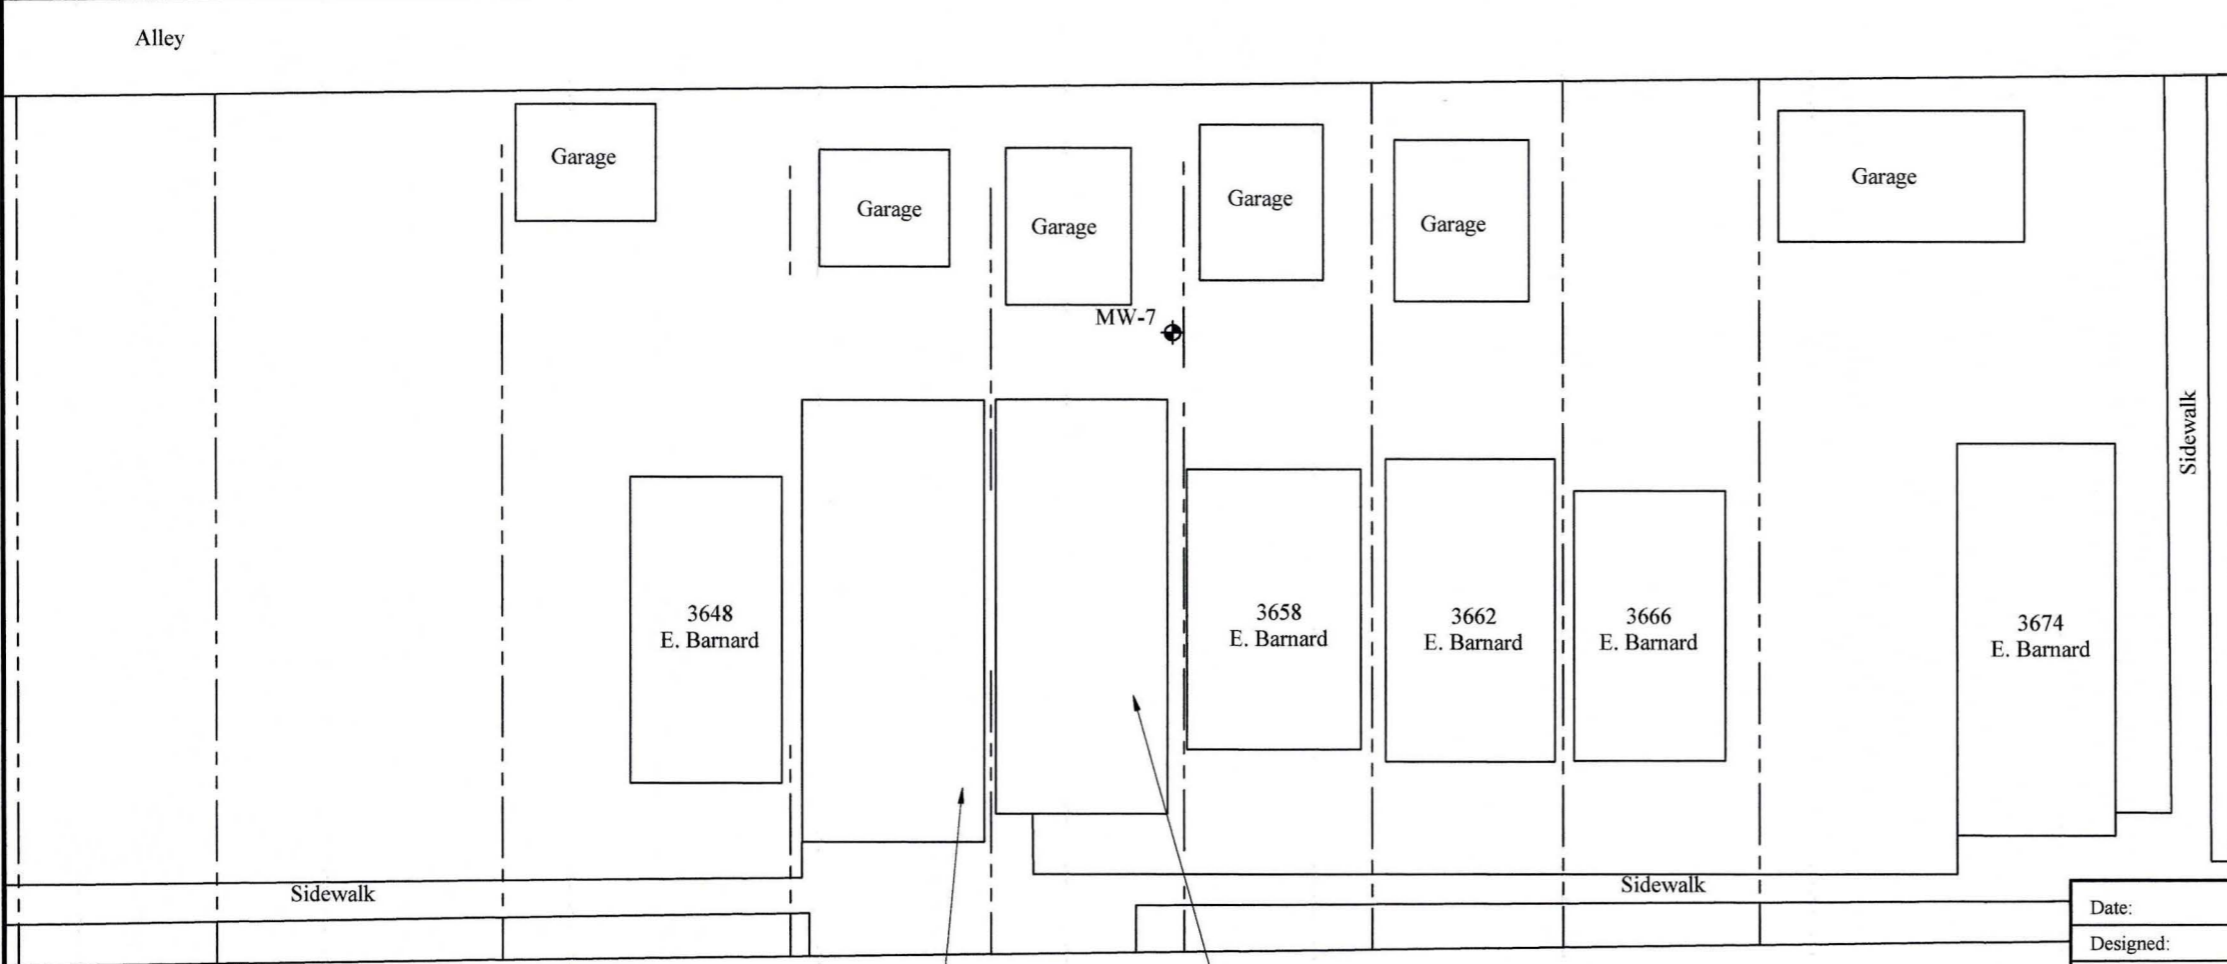 Alley
Garage
Garage
Garage
Garage
Garage
Garage
MW-7
Sidewalk
3648
E. Barnard
3658
E. Barnard
3662
E. Barnard
3666
E. Barnard
3674
E. Barnard
Sidewalk
Sidewalk
Date:
Designed: